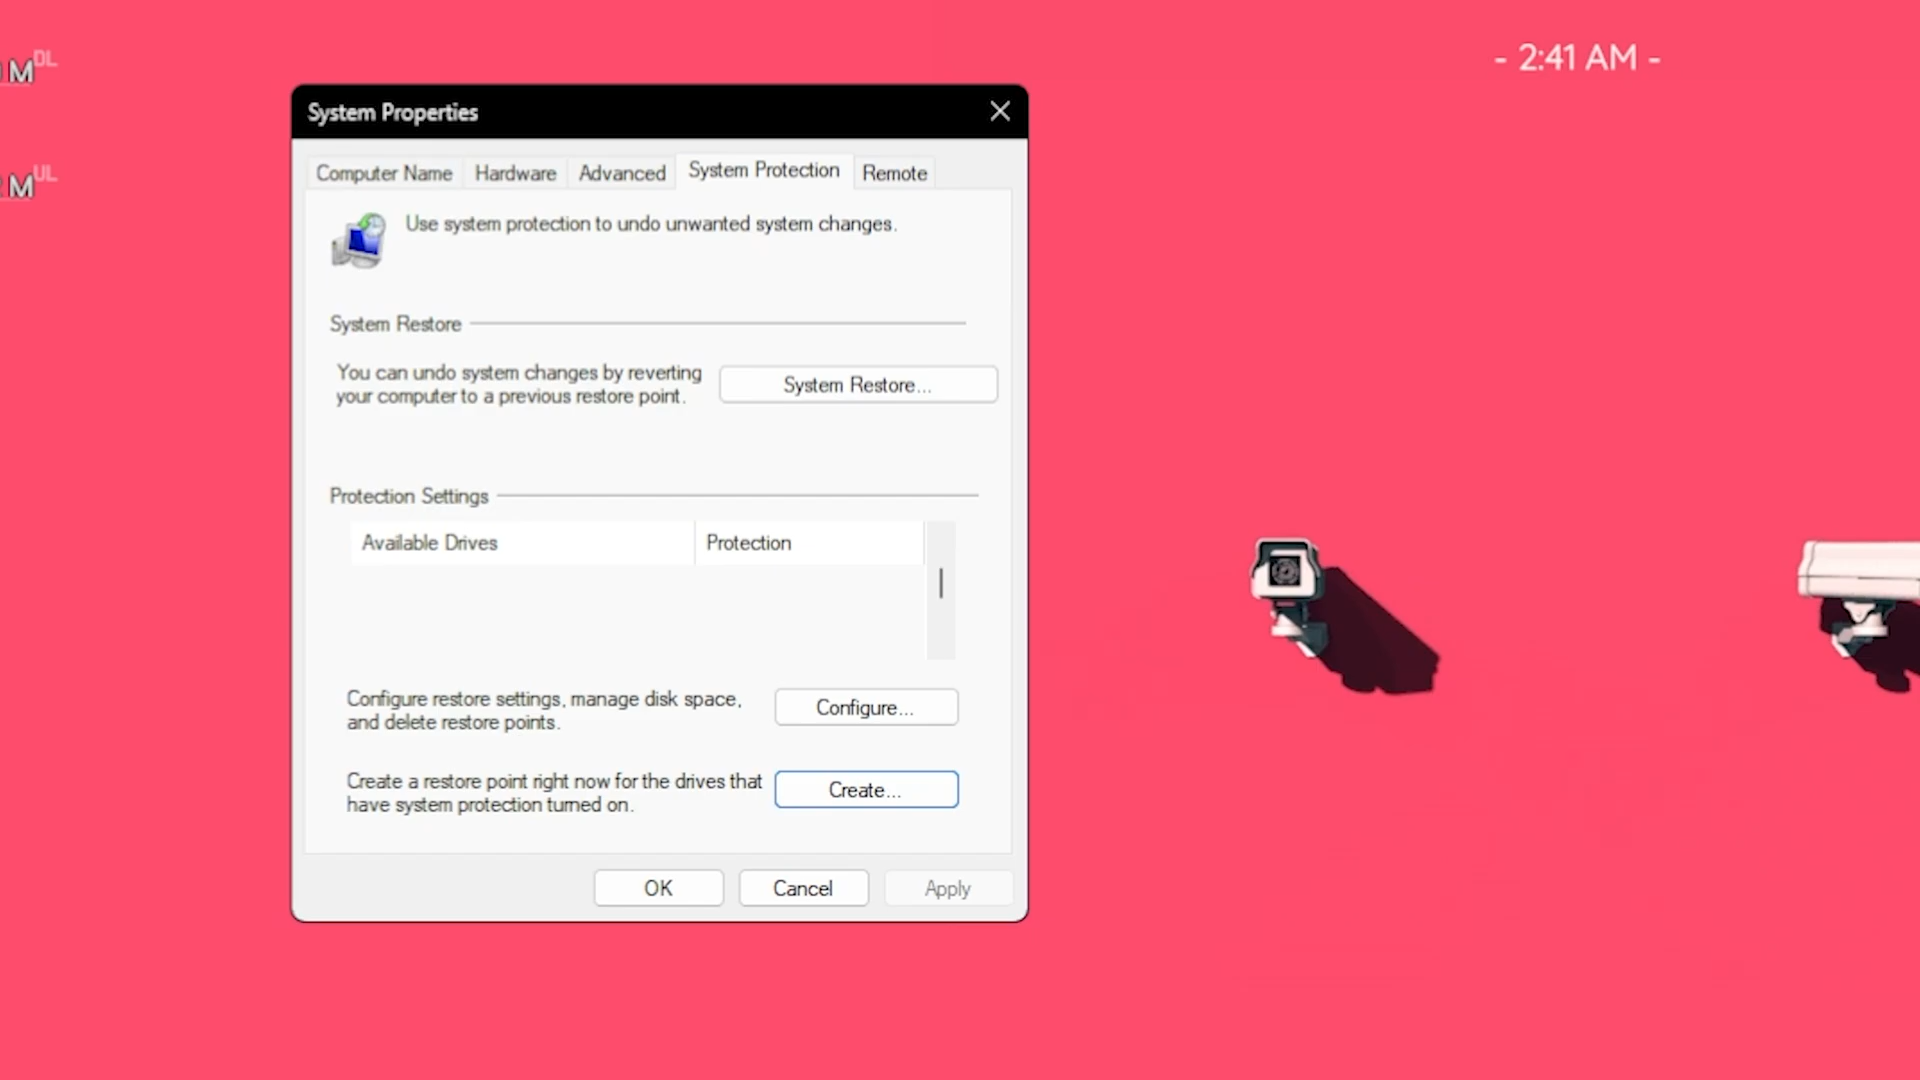 MDL
- 2:41 AM -
System Properties
MUL
Computer Name Hardware Advanced System Protection Remote
Use system protection to undo unwanted system changes.
System Restore
You can undo system changes by reverting
your computer to a previous restore point.
System Restore...
Protection Settings
Available Drives Protection
Configure restore settings, manage disk space,
and delete restore points.
Configure...
Create a restore point right now for the drives that
have system protection turned on.
Create...
OK Cancel Apply